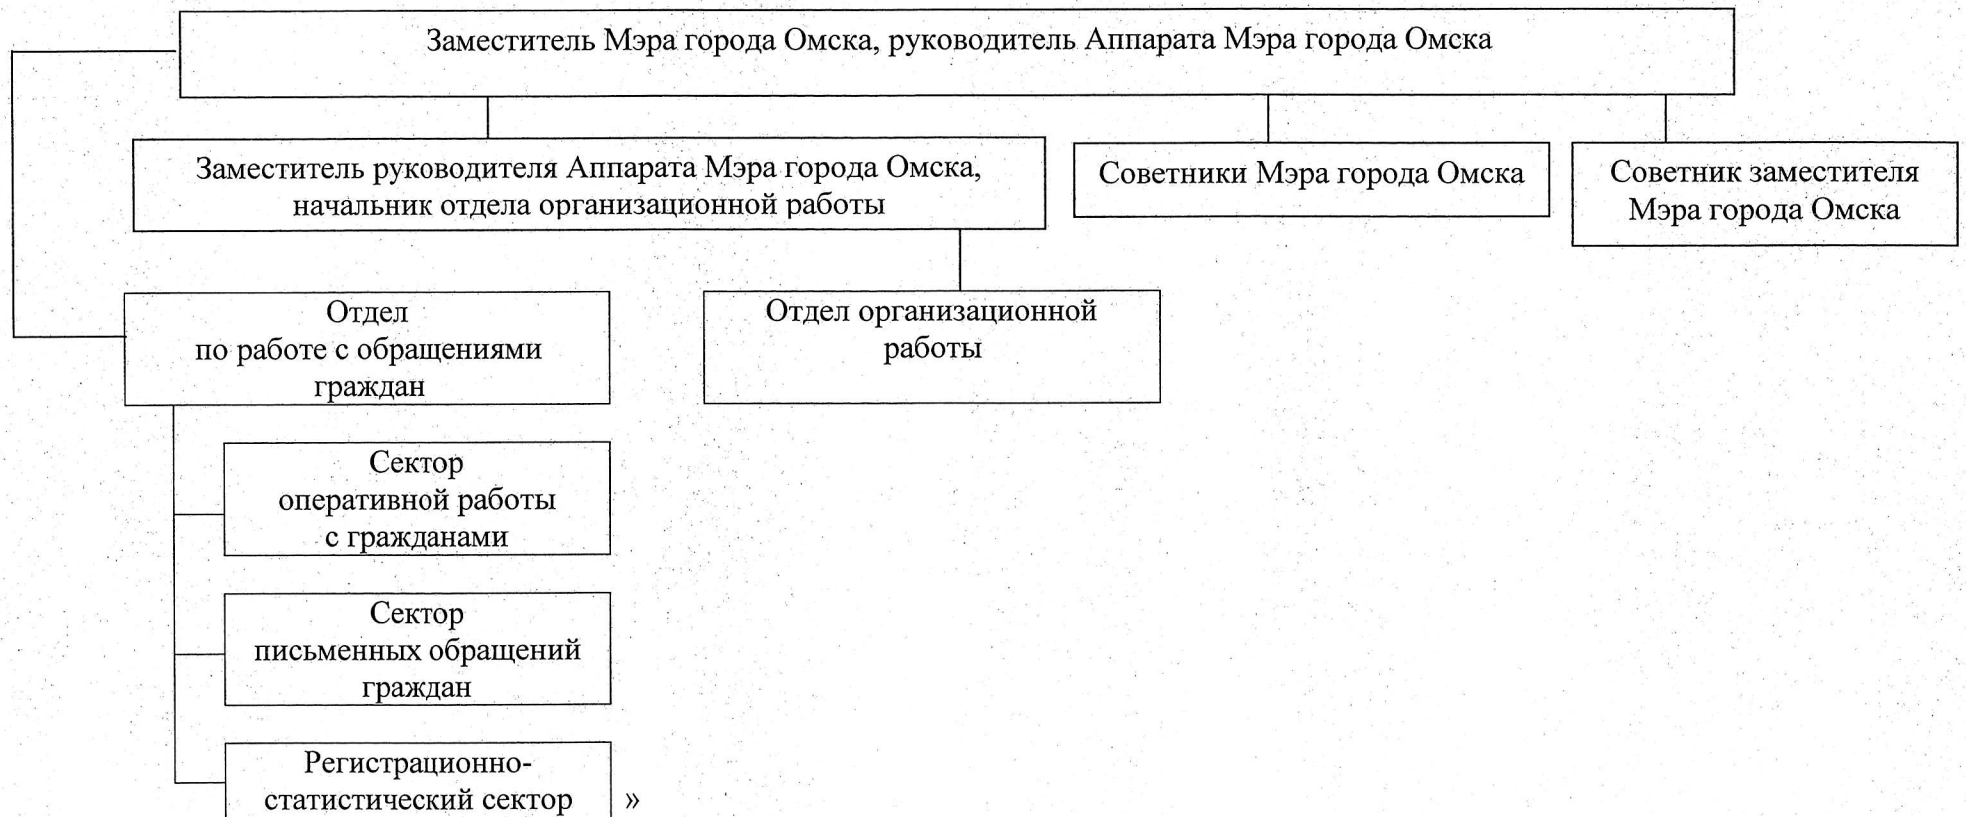 Заместитель Мэра города Омска, руководитель Аппарата Мэра города Омска
Заместитель руководителя Аппарата Мэра города Омска,
начальник отдела организационной работы
Советники Мэра города Омска
Советник заместителя
Мэра города Омска
Отдел
по работе с обращениями
граждан
Отдел организационной
работы
Сектор
оперативной работы
с гражданами
Сектор
письменных обращений
граждан
Регистрационно-
статистический сектор »